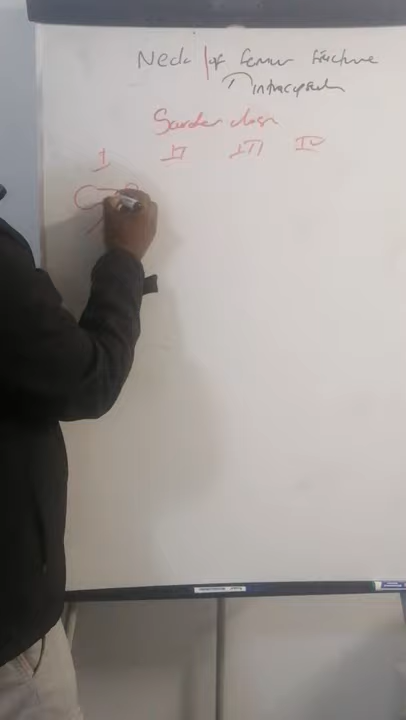 Neck of femur fracture
intracapsular
Garden class
I II III IV